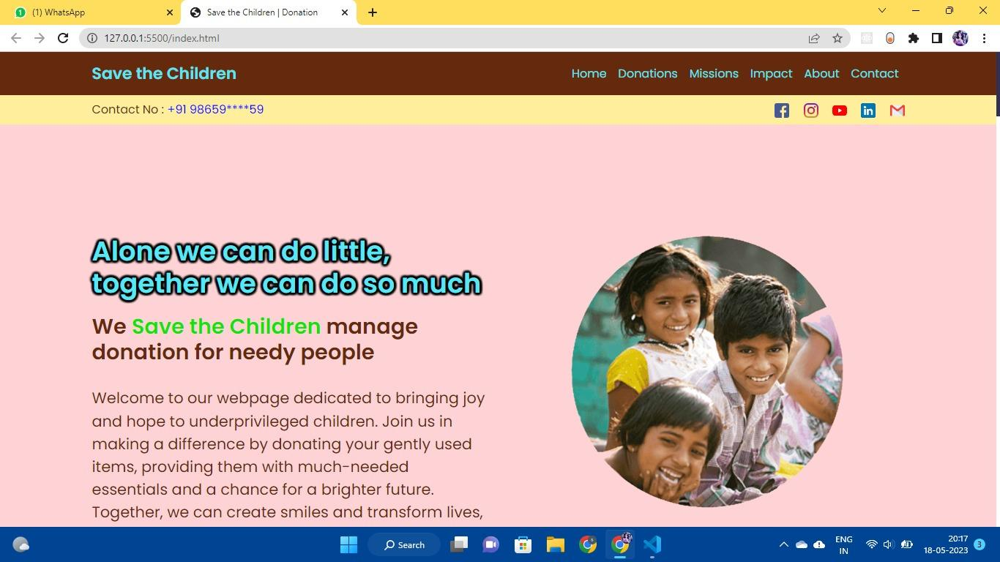 (1) WhatsApp
Save the Children | Donation
127.0.0.1:5500/index.html
Save the Children
Home Donations Missions Impact About Contact
Contact No : +91 98659****59
Alone we can do little,
together we can do so much
We Save the Children manage
donation for needy people
Welcome to our webpage dedicated to bringing joy
and hope to underprivileged children. Join us in
making a difference by donating your gently used
items, providing them with much-needed
essentials and a chance for a brighter future.
Together, we can create smiles and transform lives,
Search
ENG
IN
20:17
18-05-2023
3